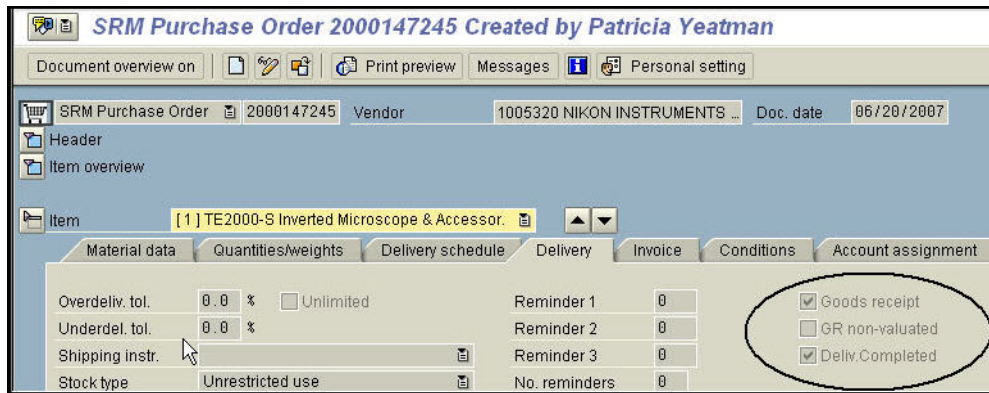 SRM Purchase Order 2000147245 Created by Patricia Yeatman
Document overview on Print preview Messages Personal setting
SRM Purchase Order 2000147245 Vendor 1005320 NIKON INSTRUMENTS ... Doc. date 06/20/2007
Header
Item overview
Item [ 1 ] TE2000-S Inverted Microscope & Accessor.
Material data Quantities/weights Delivery schedule Delivery Invoice Conditions Account assignment
Overdeliv. tol. 0.0 % Unlimited Reminder 1 0 Goods receipt
Underdel. tol. 0.0 % Reminder 2 0 GR non-valuated
Shipping instr. Reminder 3 0 Deliv.Completed
Stock type Unrestricted use No. reminders 0